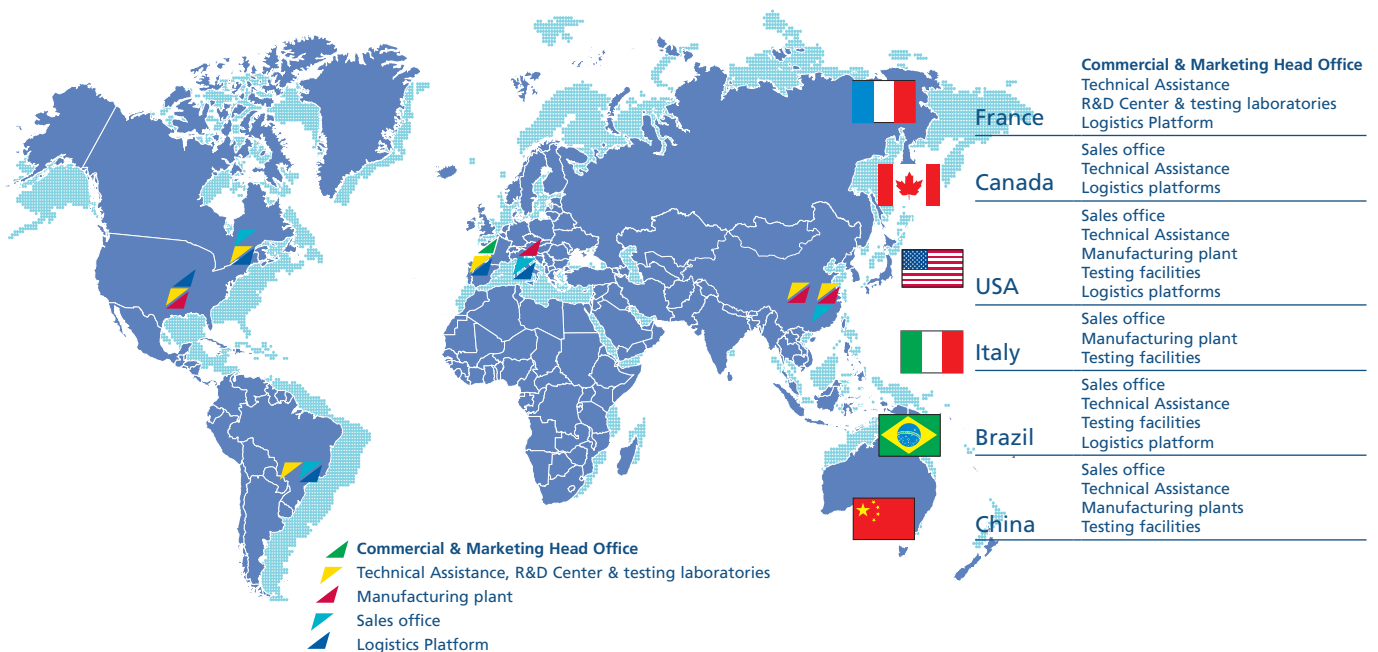 Commercial & Marketing Head Office
Technical Assistance
R&D Center & testing laboratories
Logistics Platform
France
Sales office
Technical Assistance
Logistics platforms
Canada
Sales office
Technical Assistance
Manufacturing plant
Testing facilities
Logistics platforms
USA
Sales office
Manufacturing plant
Testing facilities
Italy
Sales office
Technical Assistance
Testing facilities
Logistics platform
Brazil
Sales office
Technical Assistance
Manufacturing plants
Testing facilities
China
Commercial & Marketing Head Office
Technical Assistance, R&D Center & testing laboratories
Manufacturing plant
Sales office
Logistics Platform